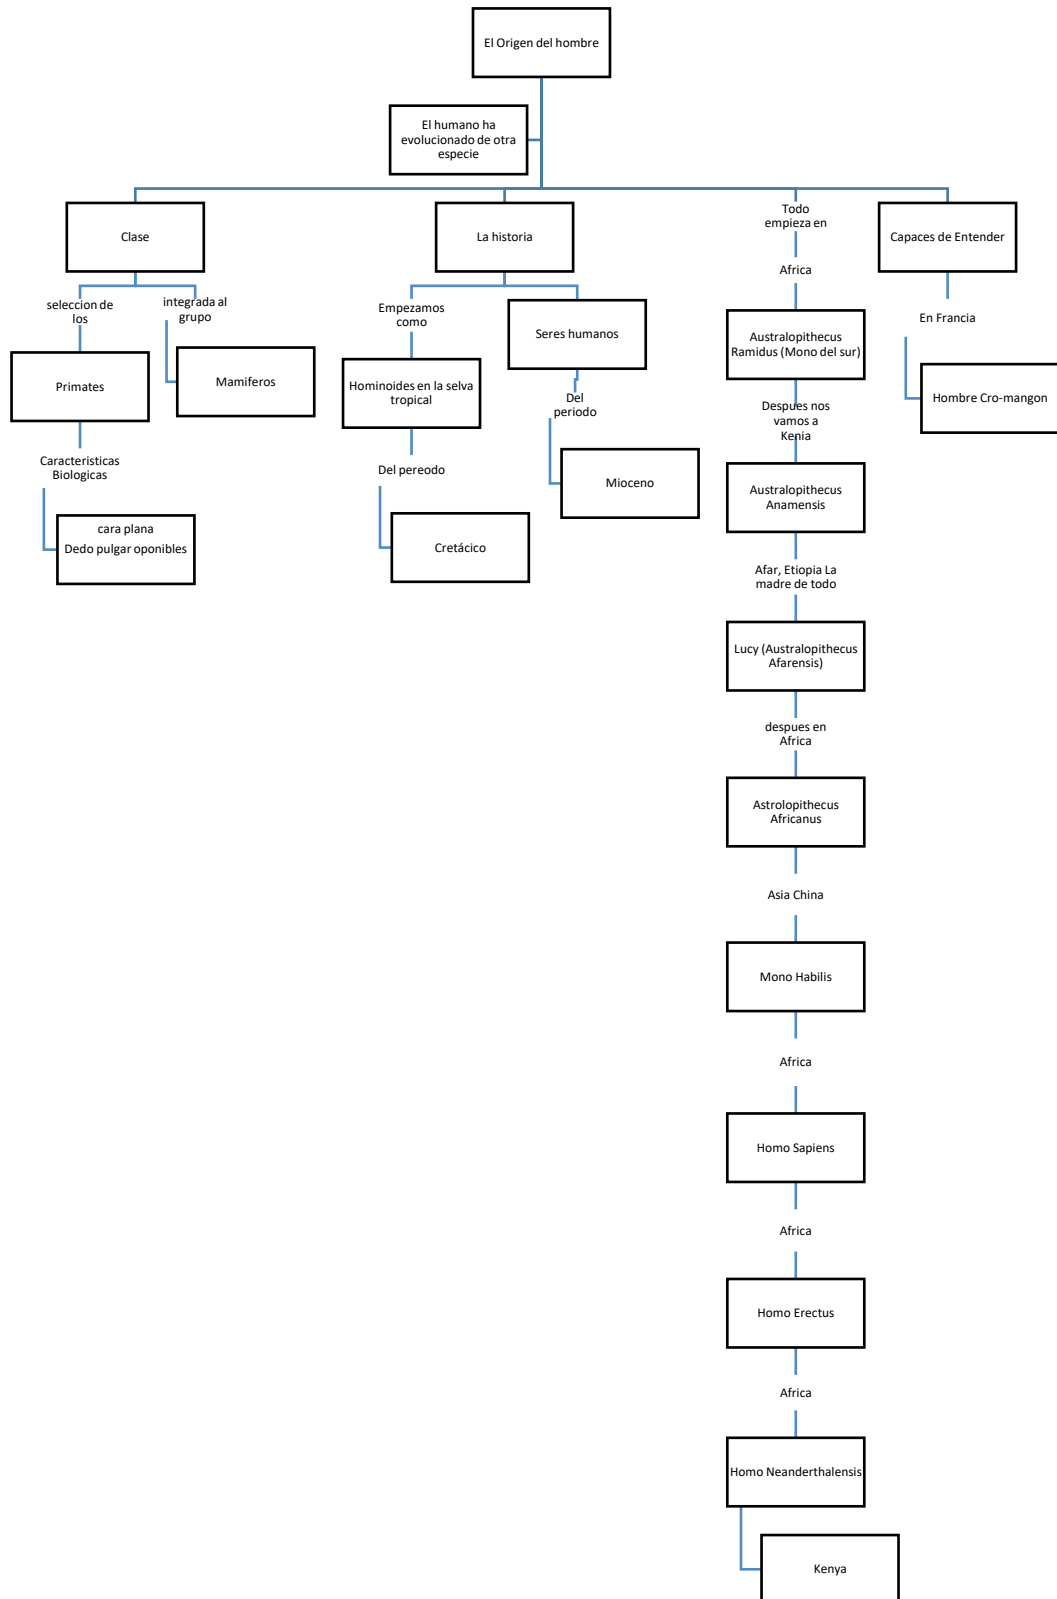 El Origen del hombre
El humano ha
evolucionado de otra
especie
Clase
seleccion de
los
Primates
Caracteristicas
Biologicas
cara plana
Dedo pulgar oponibles
integrada al
grupo
Mamiferos
La historia
Empezamos
como
Hominoides en la selva
tropical
Del pereodo
Cretácico
Seres humanos
Del
periodo
Mioceno
Todo
empieza en
Africa
Australopithecus
Ramidus (Mono del sur)
Despues nos
vamos a
Kenia
Australopithecus
Anamensis
Afar, Etiopia La
madre de todo
Lucy (Australopithecus
Afarensis)
despues en
Africa
Astrolopithecus
Africanus
Asia China
Mono Habilis
Africa
Homo Sapiens
Africa
Homo Erectus
Africa
Homo Neanderthalensis
Kenya
Capaces de Entender
En Francia
Hombre Cro-mangon